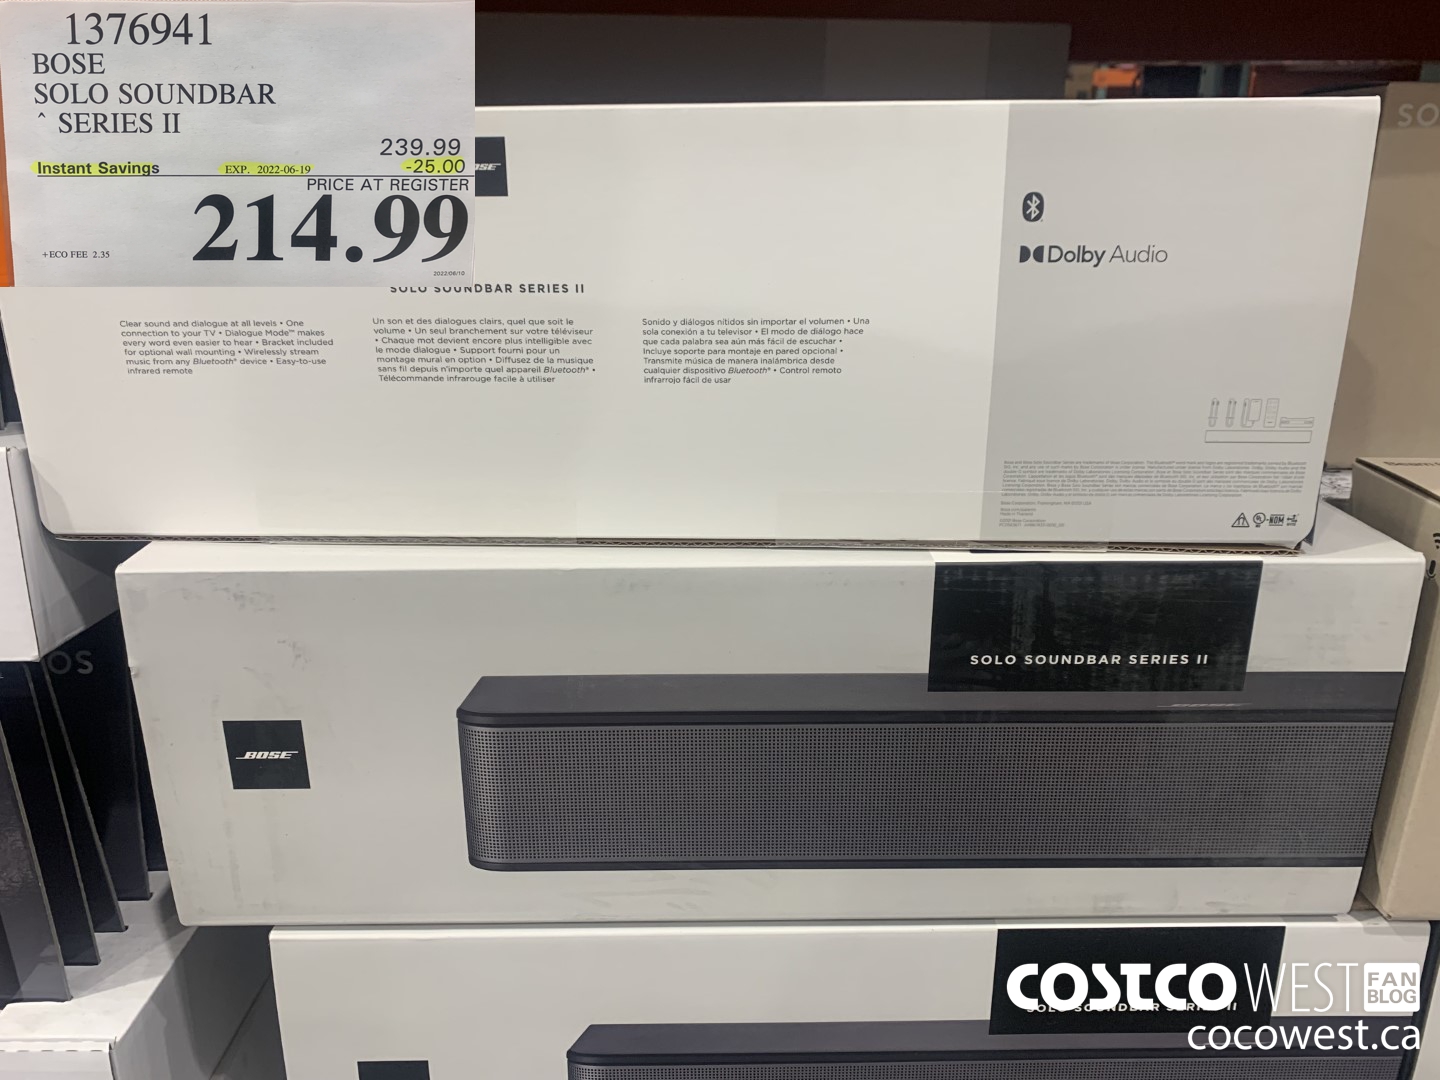 1376941
BOSE
SOLO SOUNDBAR
^ SERIES II
239.99
Instant Savings EXP. 2022-06-19 -25.00
PRICE AT REGISTER
214.99
+ECO FEE 2.35
2022/06/10
SO
Dolby Audio
SOLO SOUNDBAR SERIES II
Clear sound and dialogue at all levels • One
connection to your TV • Dialogue Mode™ makes
every word even easier to hear • Bracket included
for optional wall mounting • Wirelessly stream
music from any Bluetooth® device • Easy-to-use
infrared remote
Un son et des dialogues clairs, quel que soit le
volume • Un seul branchement sur votre téléviseur
• Chaque mot devient encore plus intelligible avec
le mode dialogue • Support fourni pour un
montage mural en option • Diffusez de la musique
sans fil depuis n'importe quel appareil Bluetooth® •
Télécommande infrarouge facile à utiliser
Sonido y diálogos nítidos sin importar el volumen • Una
sola conexión a tu televisor • El modo de diálogo hace
que cada palabra sea aún más fácil de escuchar •
Incluye soporte para montaje en pared opcional •
Transmite música de manera inalámbrica desde
cualquier dispositivo Bluetooth® • Control remoto
infrarrojo fácil de usar
NOM
SOLO SOUNDBAR SERIES II
OS
BOSE
COSTCO WEST FAN BLOG
SOLO SOUNDBAR SERIES II
cocowest.ca